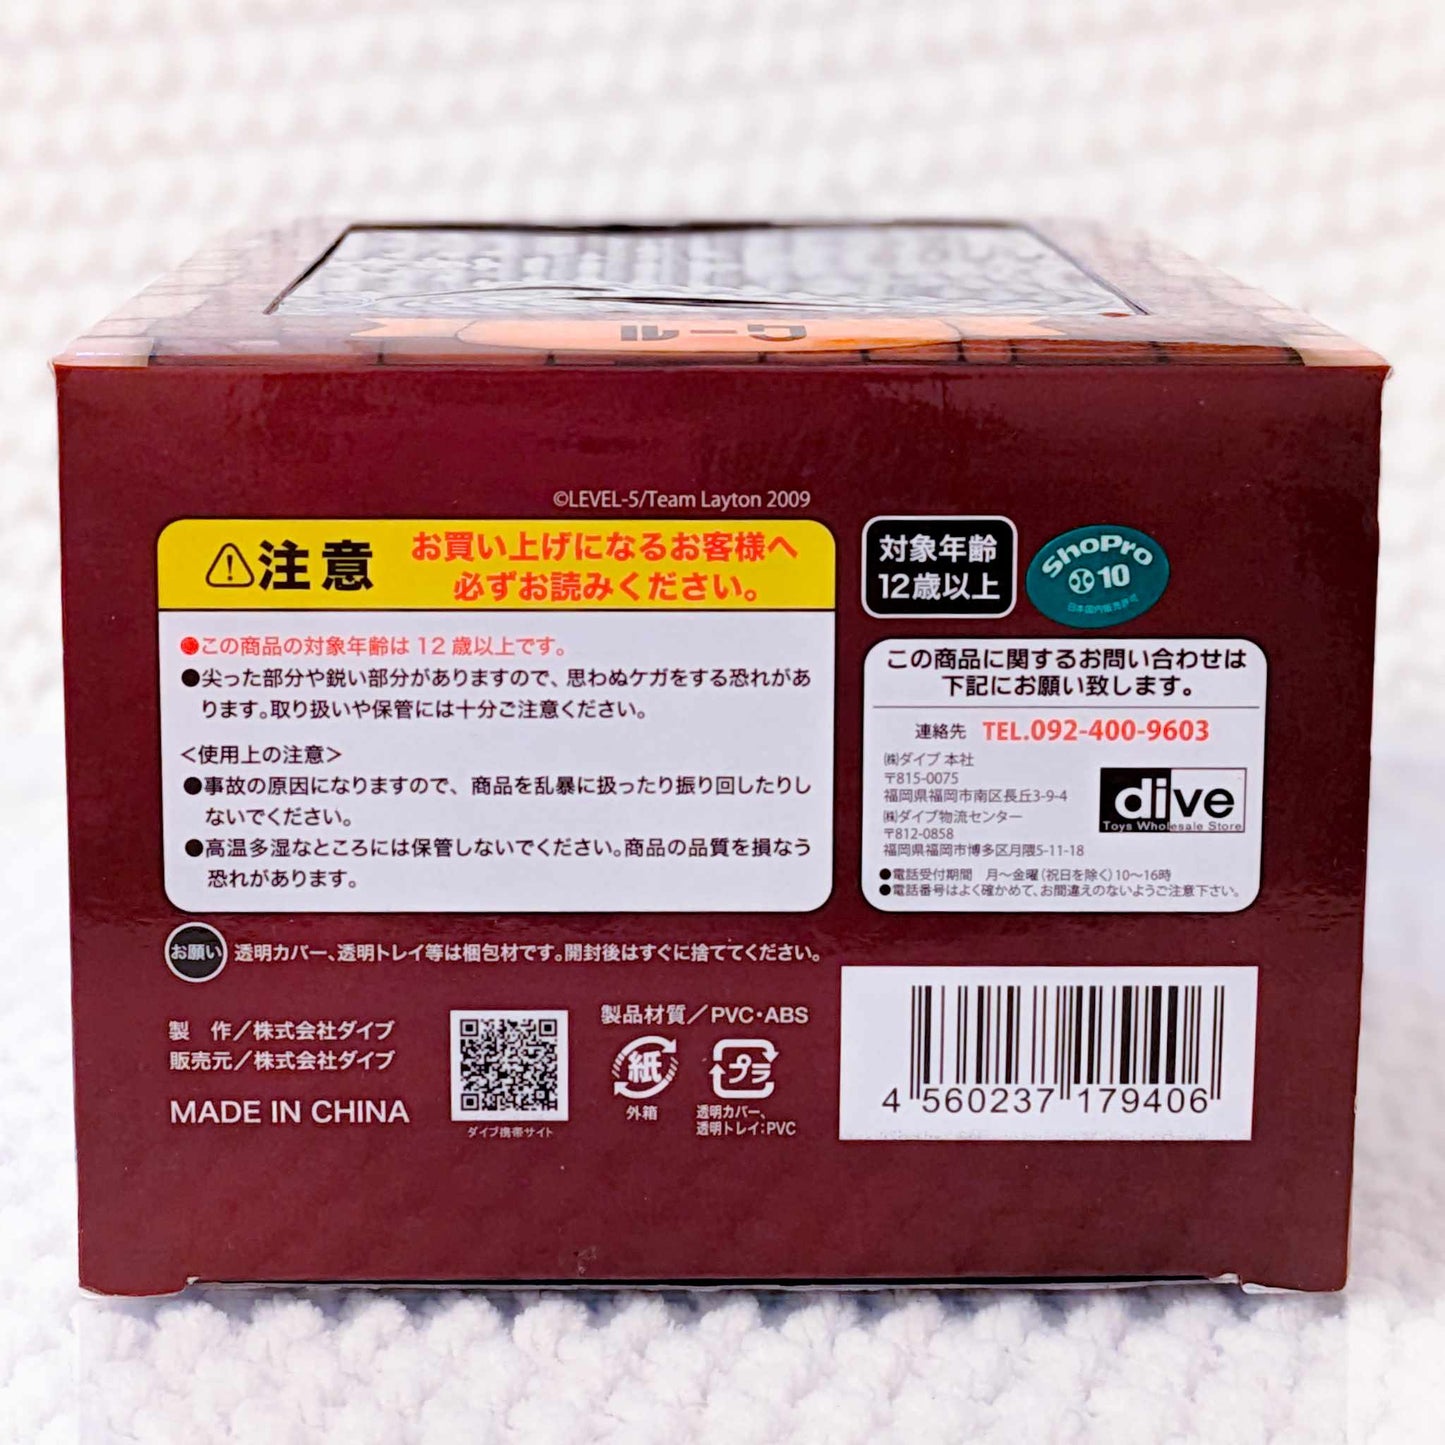 ルーク
©LEVEL-5/Team Layton 2009
注意
お買い上げになるお客様へ
必ずお読みください。
●この商品の対象年齢は 12 歳以上です。
●尖った部分や鋭い部分がありますので、思わぬケガをする恐れがあ
ります。取り扱いや保管には十分ご注意ください。
＜使用上の注意＞
●事故の原因になりますので、商品を乱暴に扱ったり振り回したりし
ないでください。
●高温多湿なところには保管しないでください。商品の品質を損なう
恐れがあります。
対象年齢
12歳以上
ShoPro
10
日本国内販売許可
この商品に関するお問い合わせは
下記にお願い致します。
連絡先 TEL.092-400-9603
㈱ダイブ 本社
〒815-0075
福岡県福岡市南区長丘3-9-4
㈱ダイブ物流センター
〒812-0858
福岡県福岡市博多区月隈5-11-18
dive
Toys Wholesale Store
●電話受付期間　月～金曜（祝日を除く）10～16時
●電話番号はよく確かめて、お間違えのないようご注意下さい。
お願い 透明カバー、透明トレイ等は梱包材です。開封後はすぐに捨ててください。
製　作／株式会社ダイブ
販売元／株式会社ダイブ
MADE IN CHINA
ダイブ携帯サイト
製品材質／PVC・ABS
紙
外箱
プラ
透明カバー、
透明トレイ：PVC
4 560237 179406